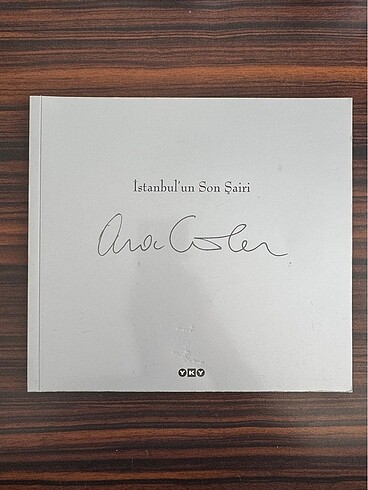 İstanbul'un Son Şairi
Ara Güler
YKY